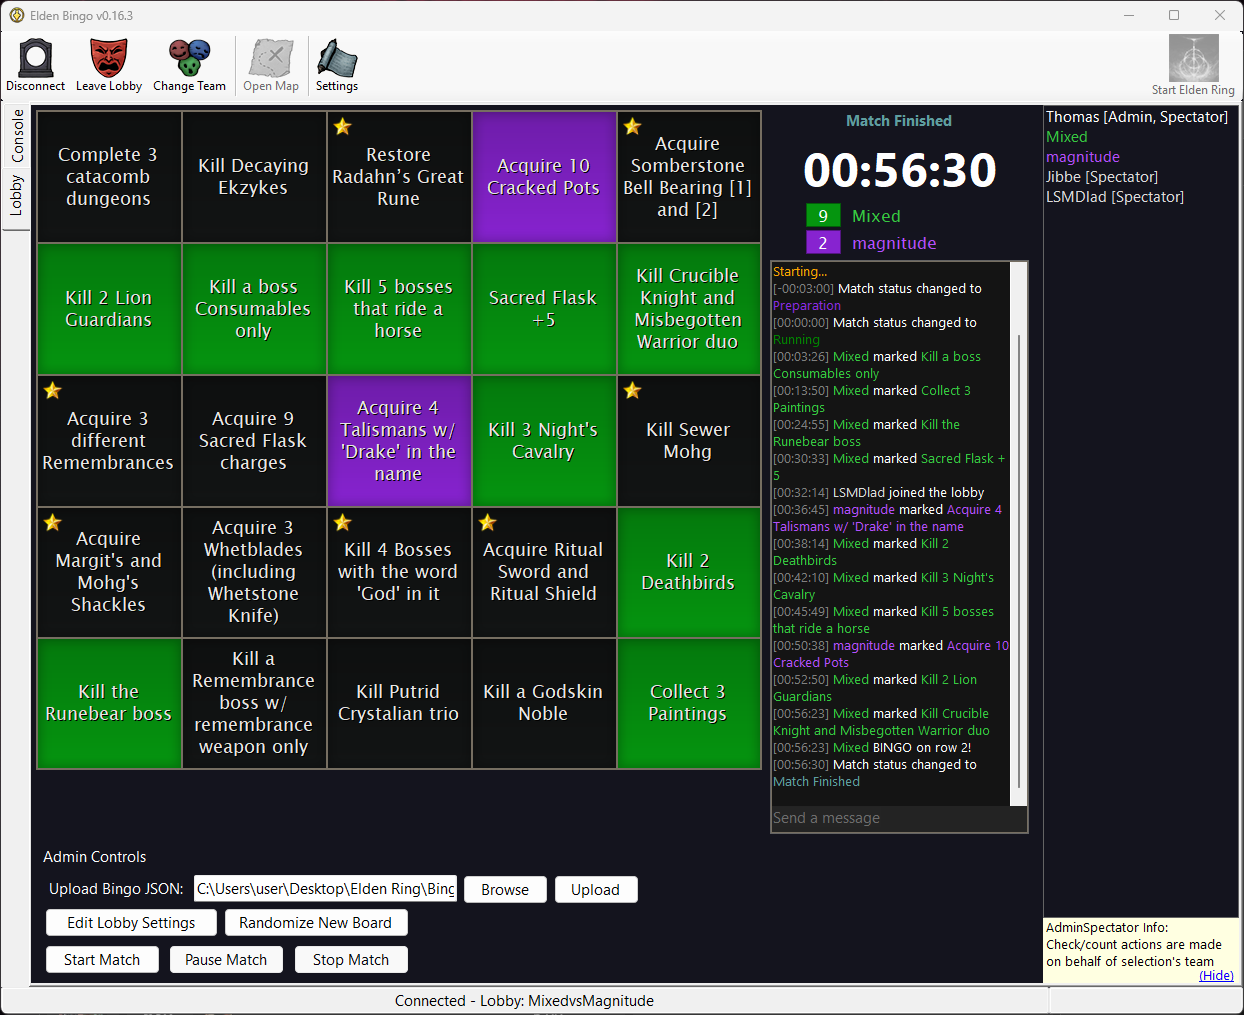 Elden Bingo v0.16.3
Disconnect
Leave Lobby
Change Team
Open Map
Settings
Start Elden Ring
Console
Lobby
Complete 3
catacomb
dungeons
Kill Decaying
Ekzykes
Restore
Radahn's Great
Rune
Acquire 10
Cracked Pots
Acquire
Somberstone
Bell Bearing [1]
and [2]
Kill 2 Lion
Guardians
Kill a boss
Consumables
only
Kill 5 bosses
that ride a
horse
Sacred Flask
+5
Kill Crucible
Knight and
Misbegotten
Warrior duo
Acquire 3
different
Remembrances
Acquire 9
Sacred Flask
charges
Acquire 4
Talismans w/
'Drake' in the
name
Kill 3 Night's
Cavalry
Kill Sewer
Mohg
Acquire
Margit's and
Mohg's
Shackles
Acquire 3
Whetblades
(including
Whetstone
Knife)
Kill 4 Bosses
with the word
'God' in it
Acquire Ritual
Sword and
Ritual Shield
Kill 2
Deathbirds
Kill the
Runebear boss
Kill a
Remembrance
boss w/
remembrance
weapon only
Kill Putrid
Crystalian trio
Kill a Godskin
Noble
Collect 3
Paintings
Match Finished
00:56:30
9 Mixed
2 magnitude
Starting...
[-00:03:00] Match status changed to
Preparation
[00:00:00] Match status changed to
Running
[00:03:26] Mixed marked Kill a boss
Consumables only
[00:13:50] Mixed marked Collect 3
Paintings
[00:24:55] Mixed marked Kill the
Runebear boss
[00:30:33] Mixed marked Sacred Flask +
5
[00:32:14] LSMDlad joined the lobby
[00:36:45] magnitude marked Acquire 4
Talismans w/ 'Drake' in the name
[00:38:14] Mixed marked Kill 2
Deathbirds
[00:42:10] Mixed marked Kill 3 Night's
Cavalry
[00:45:49] Mixed marked Kill 5 bosses
that ride a horse
[00:50:38] magnitude marked Acquire 10
Cracked Pots
[00:52:50] Mixed marked Kill 2 Lion
Guardians
[00:56:23] Mixed marked Kill Crucible
Knight and Misbegotten Warrior duo
[00:56:23] Mixed BINGO on row 2!
[00:56:30] Match status changed to
Match Finished
Send a message
Thomas [Admin, Spectator]
Mixed
magnitude
Jibbe [Spectator]
LSMDlad [Spectator]
Admin Controls
Upload Bingo JSON: C:\Users\user\Desktop\Elden Ring\Bing
Browse
Upload
Edit Lobby Settings
Randomize New Board
Start Match
Pause Match
Stop Match
AdminSpectator Info:
Check/count actions are made
on behalf of selection's team
(Hide)
Connected - Lobby: MixedvsMagnitude